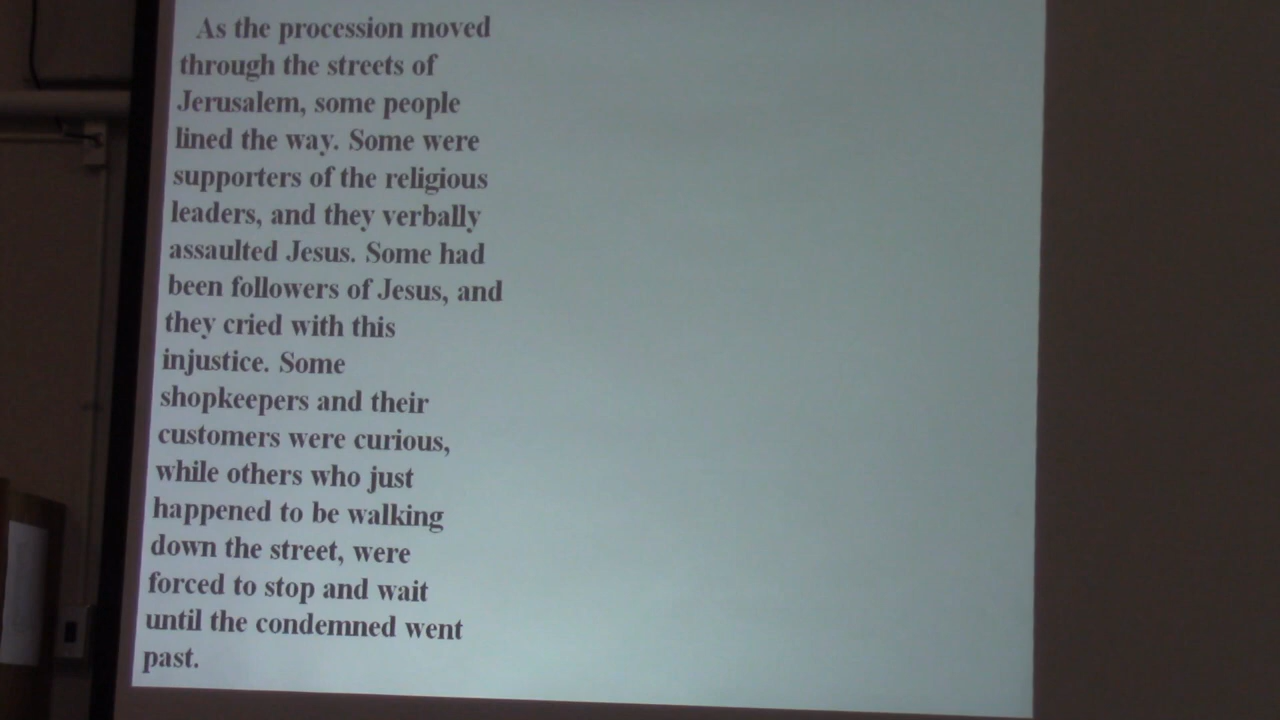 As the procession moved
through the streets of
Jerusalem, some people
lined the way. Some were
supporters of the religious
leaders, and they verbally
assaulted Jesus. Some had
been followers of Jesus, and
they cried with this
injustice. Some
shopkeepers and their
customers were curious,
while others who just
happened to be walking
down the street, were
forced to stop and wait
until the condemned went
past.